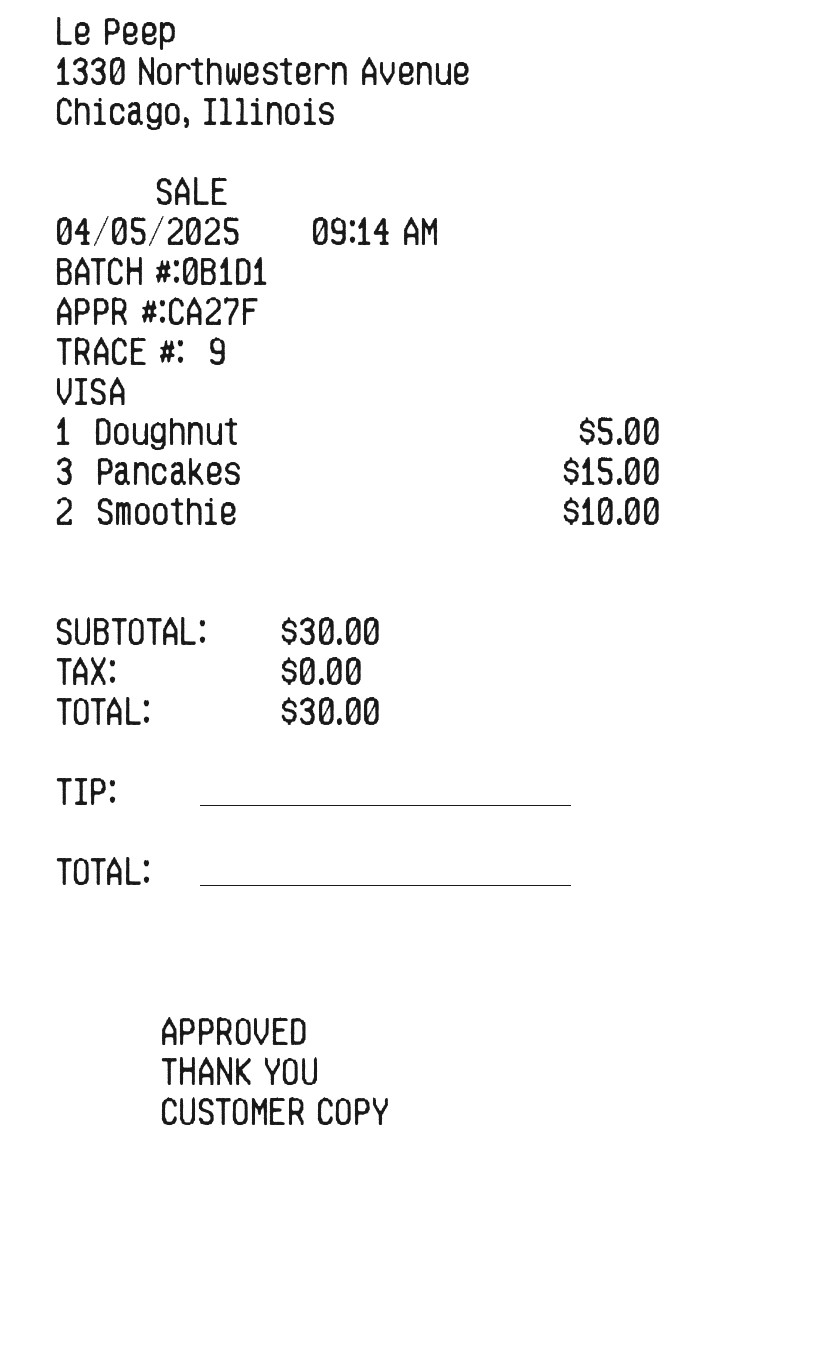 Le Peep
1330 Northwestern Avenue
Chicago, Illinois
SALE
04/05/2025 09:14 AM
BATCH #:0B1D1
APPR #:CA27F
TRACE #: 9
VISA
1 Doughnut $5.00
3 Pancakes $15.00
2 Smoothie $10.00
SUBTOTAL: $30.00
TAX: $0.00
TOTAL: $30.00
TIP:
TOTAL:
APPROVED
THANK YOU
CUSTOMER COPY